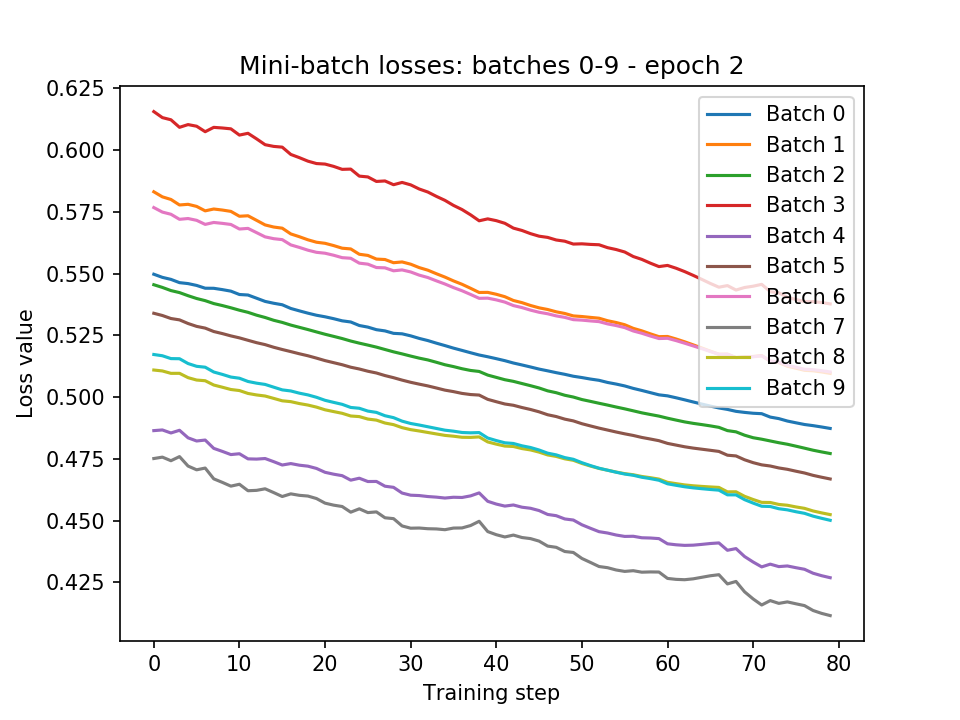 Mini-batch losses: batches 0-9 - epoch 2
0.625
0.600
0.575
0.550
0.525
0.500
0.475
0.450
0.425
Loss value
Batch 0
Batch 1
Batch 2
Batch 3
Batch 4
Batch 5
Batch 6
Batch 7
Batch 8
Batch 9
0 10 20 30 40 50 60 70 80
Training step